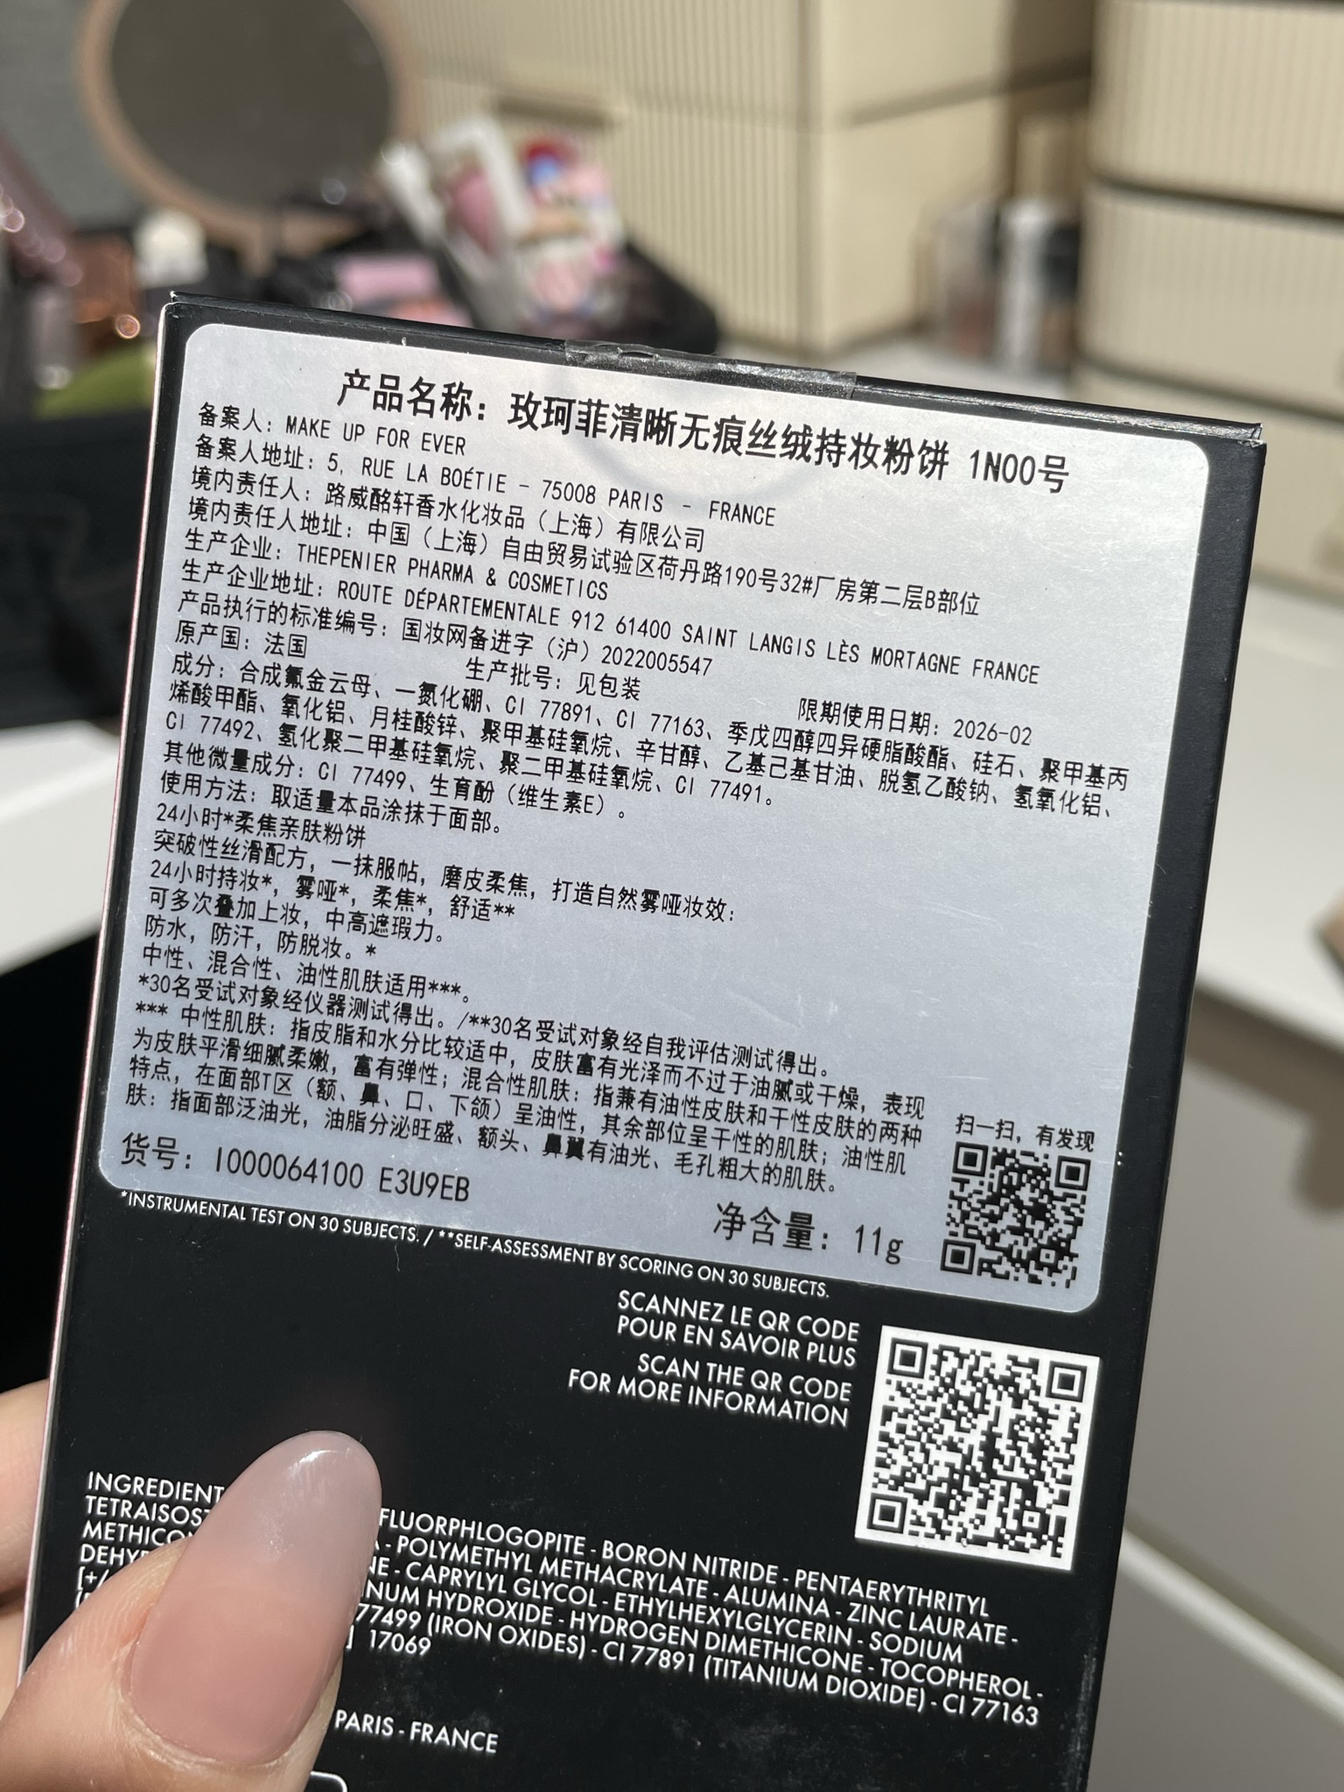 产品名称：玫珂菲清晰无痕丝绒持妆粉饼 1N00号
备案人：MAKE UP FOR EVER
备案人地址：5, RUE LA BOÉTIE - 75008 PARIS - FRANCE
境内责任人：路威酩轩香水化妆品（上海）有限公司
境内责任人地址：中国（上海）自由贸易试验区荷丹路190号32#厂房第二层B部位
生产企业：THEPENIER PHARMA & COSMETICS
生产企业地址：ROUTE DÉPARTEMENTALE 912 61400 SAINT LANGIS LÈS MORTAGNE FRANCE
产品执行的标准编号：国妆网备进字（沪）2022005547
原产国：法国 生产批号：见包装 限期使用日期：2026-02
成分：合成氟金云母、一氮化硼、CI 77891、CI 77163、季戊四醇四异硬脂酸酯、硅石、聚甲基丙
烯酸甲酯、氧化铝、月桂酸锌、聚甲基硅氧烷、辛甘醇、乙基己基甘油、脱氢乙酸钠、氢氧化铝、
CI 77492、氢化聚二甲基硅氧烷、聚二甲基硅氧烷、CI 77491。
其他微量成分：CI 77499、生育酚（维生素E）。
使用方法：取适量本品涂抹于面部。
24小时*柔焦亲肤粉饼
突破性丝滑配方，一抹服帖，磨皮柔焦，打造自然雾哑妆效：
24小时持妆*，雾哑*，柔焦*，舒适**
可多次叠加上妆，中高遮瑕力。
防水，防汗，防脱妆。*
中性、混合性、油性肌肤适用***。
*30名受试对象经仪器测试得出。/**30名受试对象经自我评估测试得出。
*** 中性肌肤：指皮脂和水分比较适中，皮肤富有光泽而不过于油腻或干燥，表现
为皮肤平滑细腻柔嫩，富有弹性；混合性肌肤：指兼有油性皮肤和干性皮肤的两种
特点，在面部T区（额、鼻、口、下颌）呈油性，其余部位呈干性的肌肤；油性肌
肤：指面部泛油光，油脂分泌旺盛、额头、鼻翼有油光、毛孔粗大的肌肤。
扫一扫，有发现
货号：I000064100 E3U9EB
净含量：11g
*INSTRUMENTAL TEST ON 30 SUBJECTS. / **SELF-ASSESSMENT BY SCORING ON 30 SUBJECTS.
SCANNEZ LE QR CODE
POUR EN SAVOIR PLUS
SCAN THE QR CODE
FOR MORE INFORMATION
FLUORPHLOGOPITE - BORON NITRIDE - PENTAERYTHRITYL
- POLYMETHYL METHACRYLATE - ALUMINA - ZINC LAURATE -
- CAPRYLYL GLYCOL - ETHYLHEXYLGLYCERIN - SODIUM
HYDROXIDE - HYDROGEN DIMETHICONE - TOCOPHEROL -
77499 (IRON OXIDES) - CI 77891 (TITANIUM DIOXIDE) - CI 77163
17069
PARIS - FRANCE